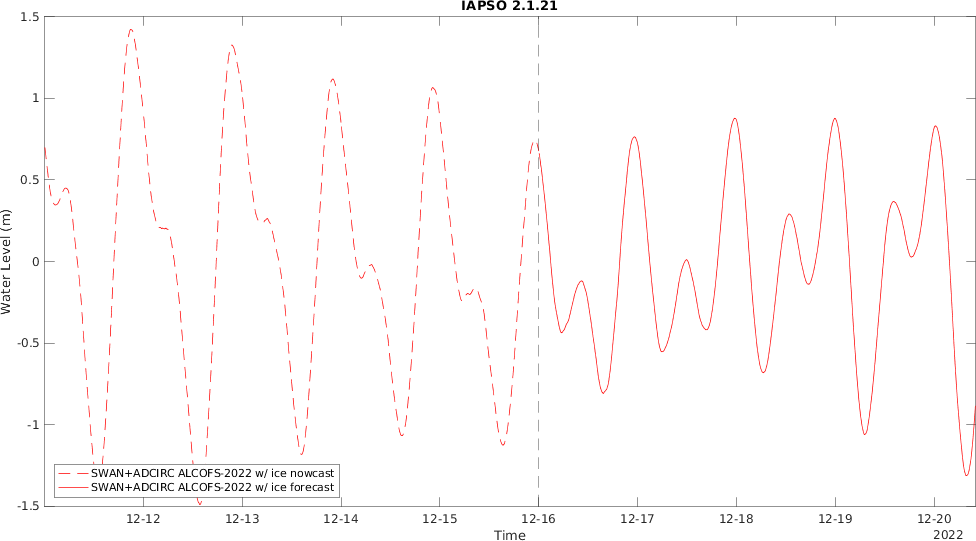 IAPSO 2.1.21
1.5
1
0.5
0
-0.5
-1
-1.5
Water Level (m)
SWAN+ADCIRC ALCOFS-2022 w/ ice nowcast
SWAN+ADCIRC ALCOFS-2022 w/ ice forecast
12-12 12-13 12-14 12-15 12-16 12-17 12-18 12-19 12-20
2022
Time